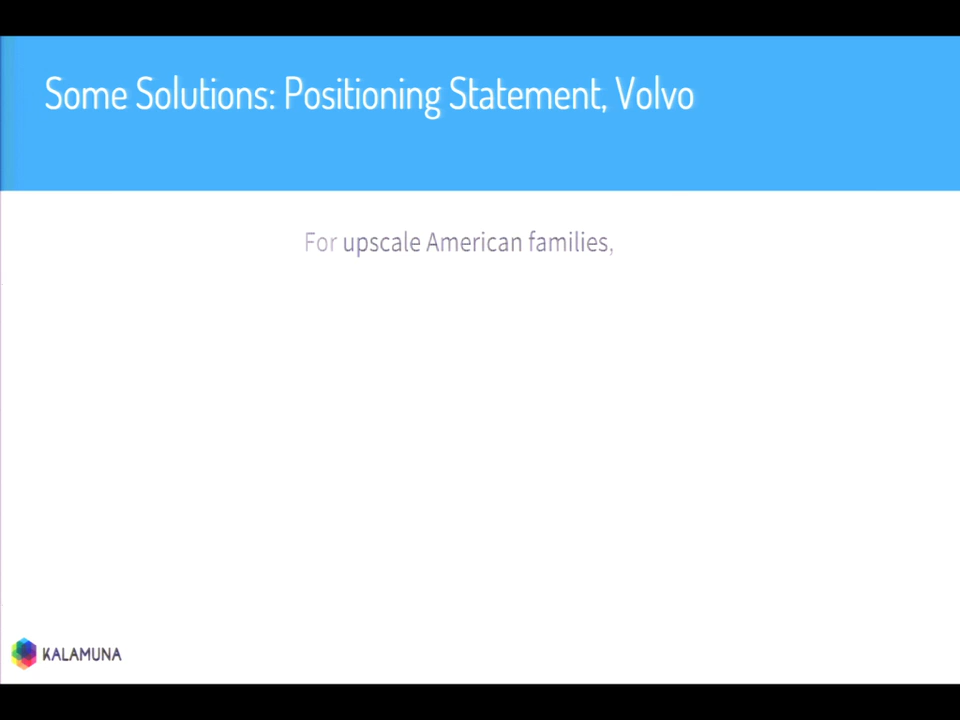 Some Solutions: Positioning Statement, Volvo
For upscale American families,
KALAMUNA